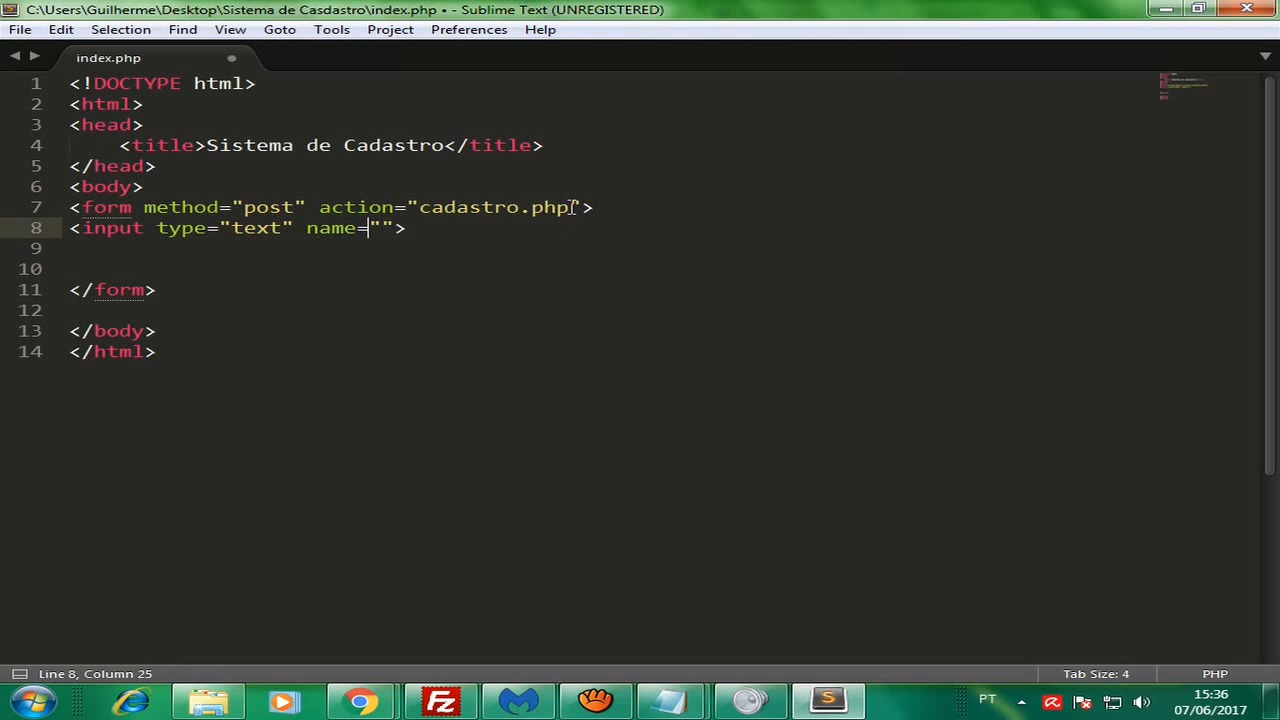 C:\Users\Guilherme\Desktop\Sistema de Casdastro\index.php • - Sublime Text (UNREGISTERED)
File Edit Selection Find View Goto Tools Project Preferences Help
index.php
1 <!DOCTYPE html>
2 <html>
3 <head>
4 <title>Sistema de Cadastro</title>
5 </head>
6 <body>
7 <form method="post" action="cadastro.php">
8 <input type="text" name="">
9
10
11 </form>
12
13 </body>
14 </html>
Line 8, Column 25 Tab Size: 4 PHP
PT 15:36
07/06/2017